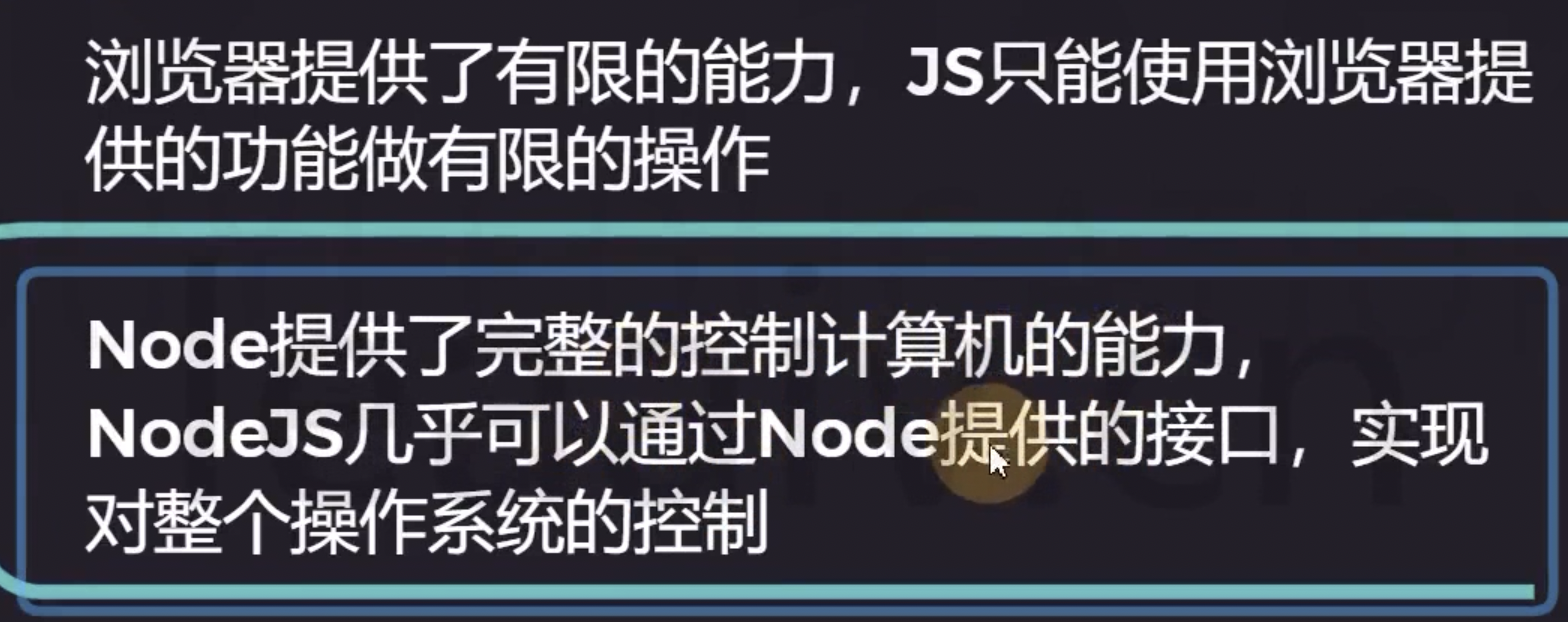 浏览器提供了有限的能力，JS只能使用浏览器提
供的功能做有限的操作
Node提供了完整的控制计算机的能力，
NodeJS几乎可以通过Node提供的接口，实现
对整个操作系统的控制